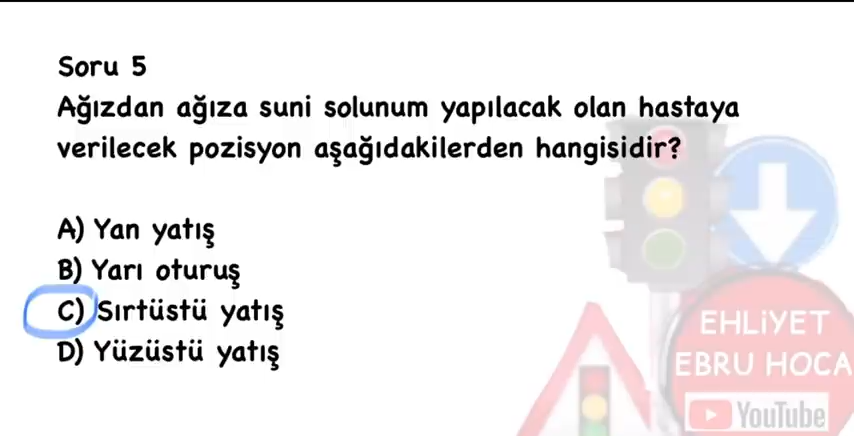 Soru 5
Ağızdan ağıza suni solunum yapılacak olan hastaya
verilecek pozisyon aşağıdakilerden hangisidir?
A) Yan yatış
B) Yarı oturuş
C) Sırtüstü yatış
D) Yüzüstü yatış
EHLİYET
EBRU HOCA
YouTube